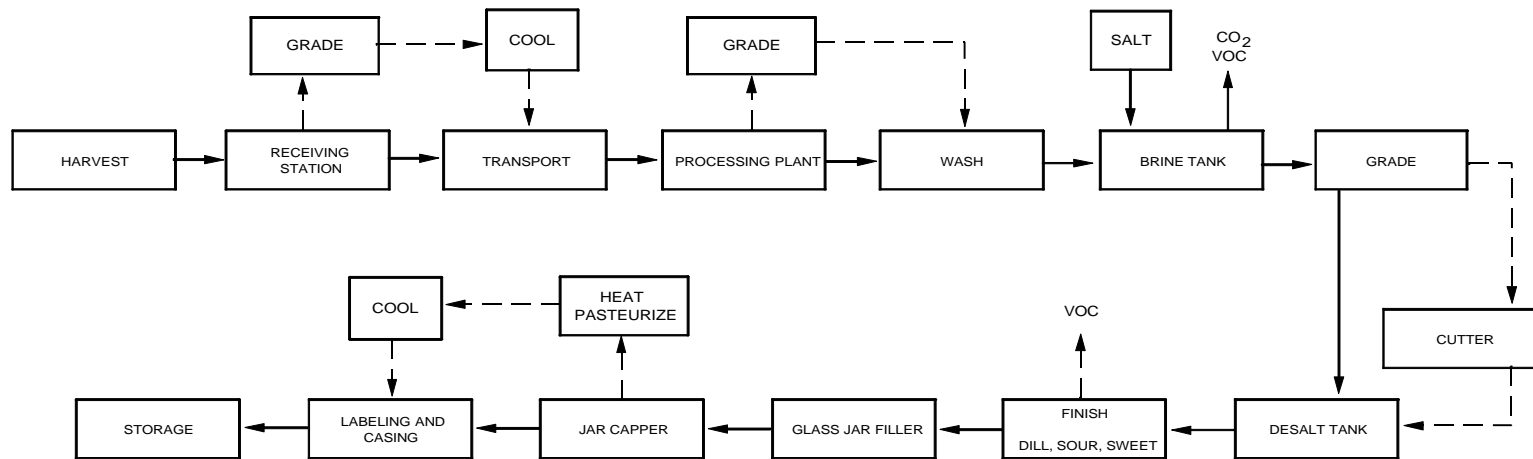 GRADE
COOL
GRADE
SALT
CO2
VOC
HARVEST
RECEIVING
STATION
TRANSPORT
PROCESSING PLANT
WASH
BRINE TANK
GRADE
COOL
HEAT
PASTEURIZE
VOC
CUTTER
STORAGE
LABELING AND
CASING
JAR CAPPER
GLASS JAR FILLER
FINISH
DILL, SOUR, SWEET
DESALT TANK